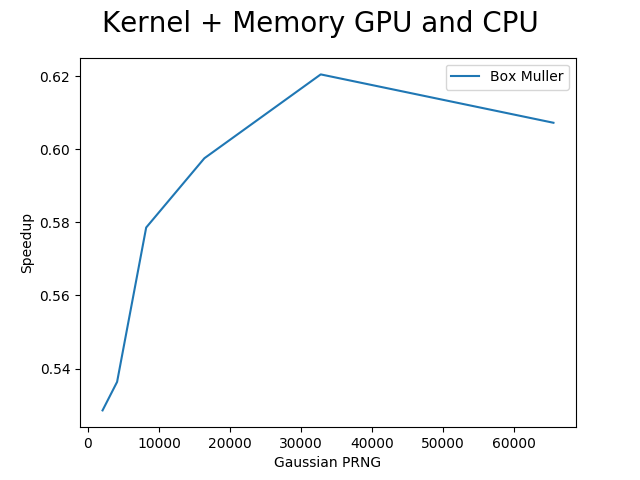 Kernel + Memory GPU and CPU
Box Muller
0.62
0.60
0.58
0.56
0.54
Speedup
0 10000 20000 30000 40000 50000 60000
Gaussian PRNG